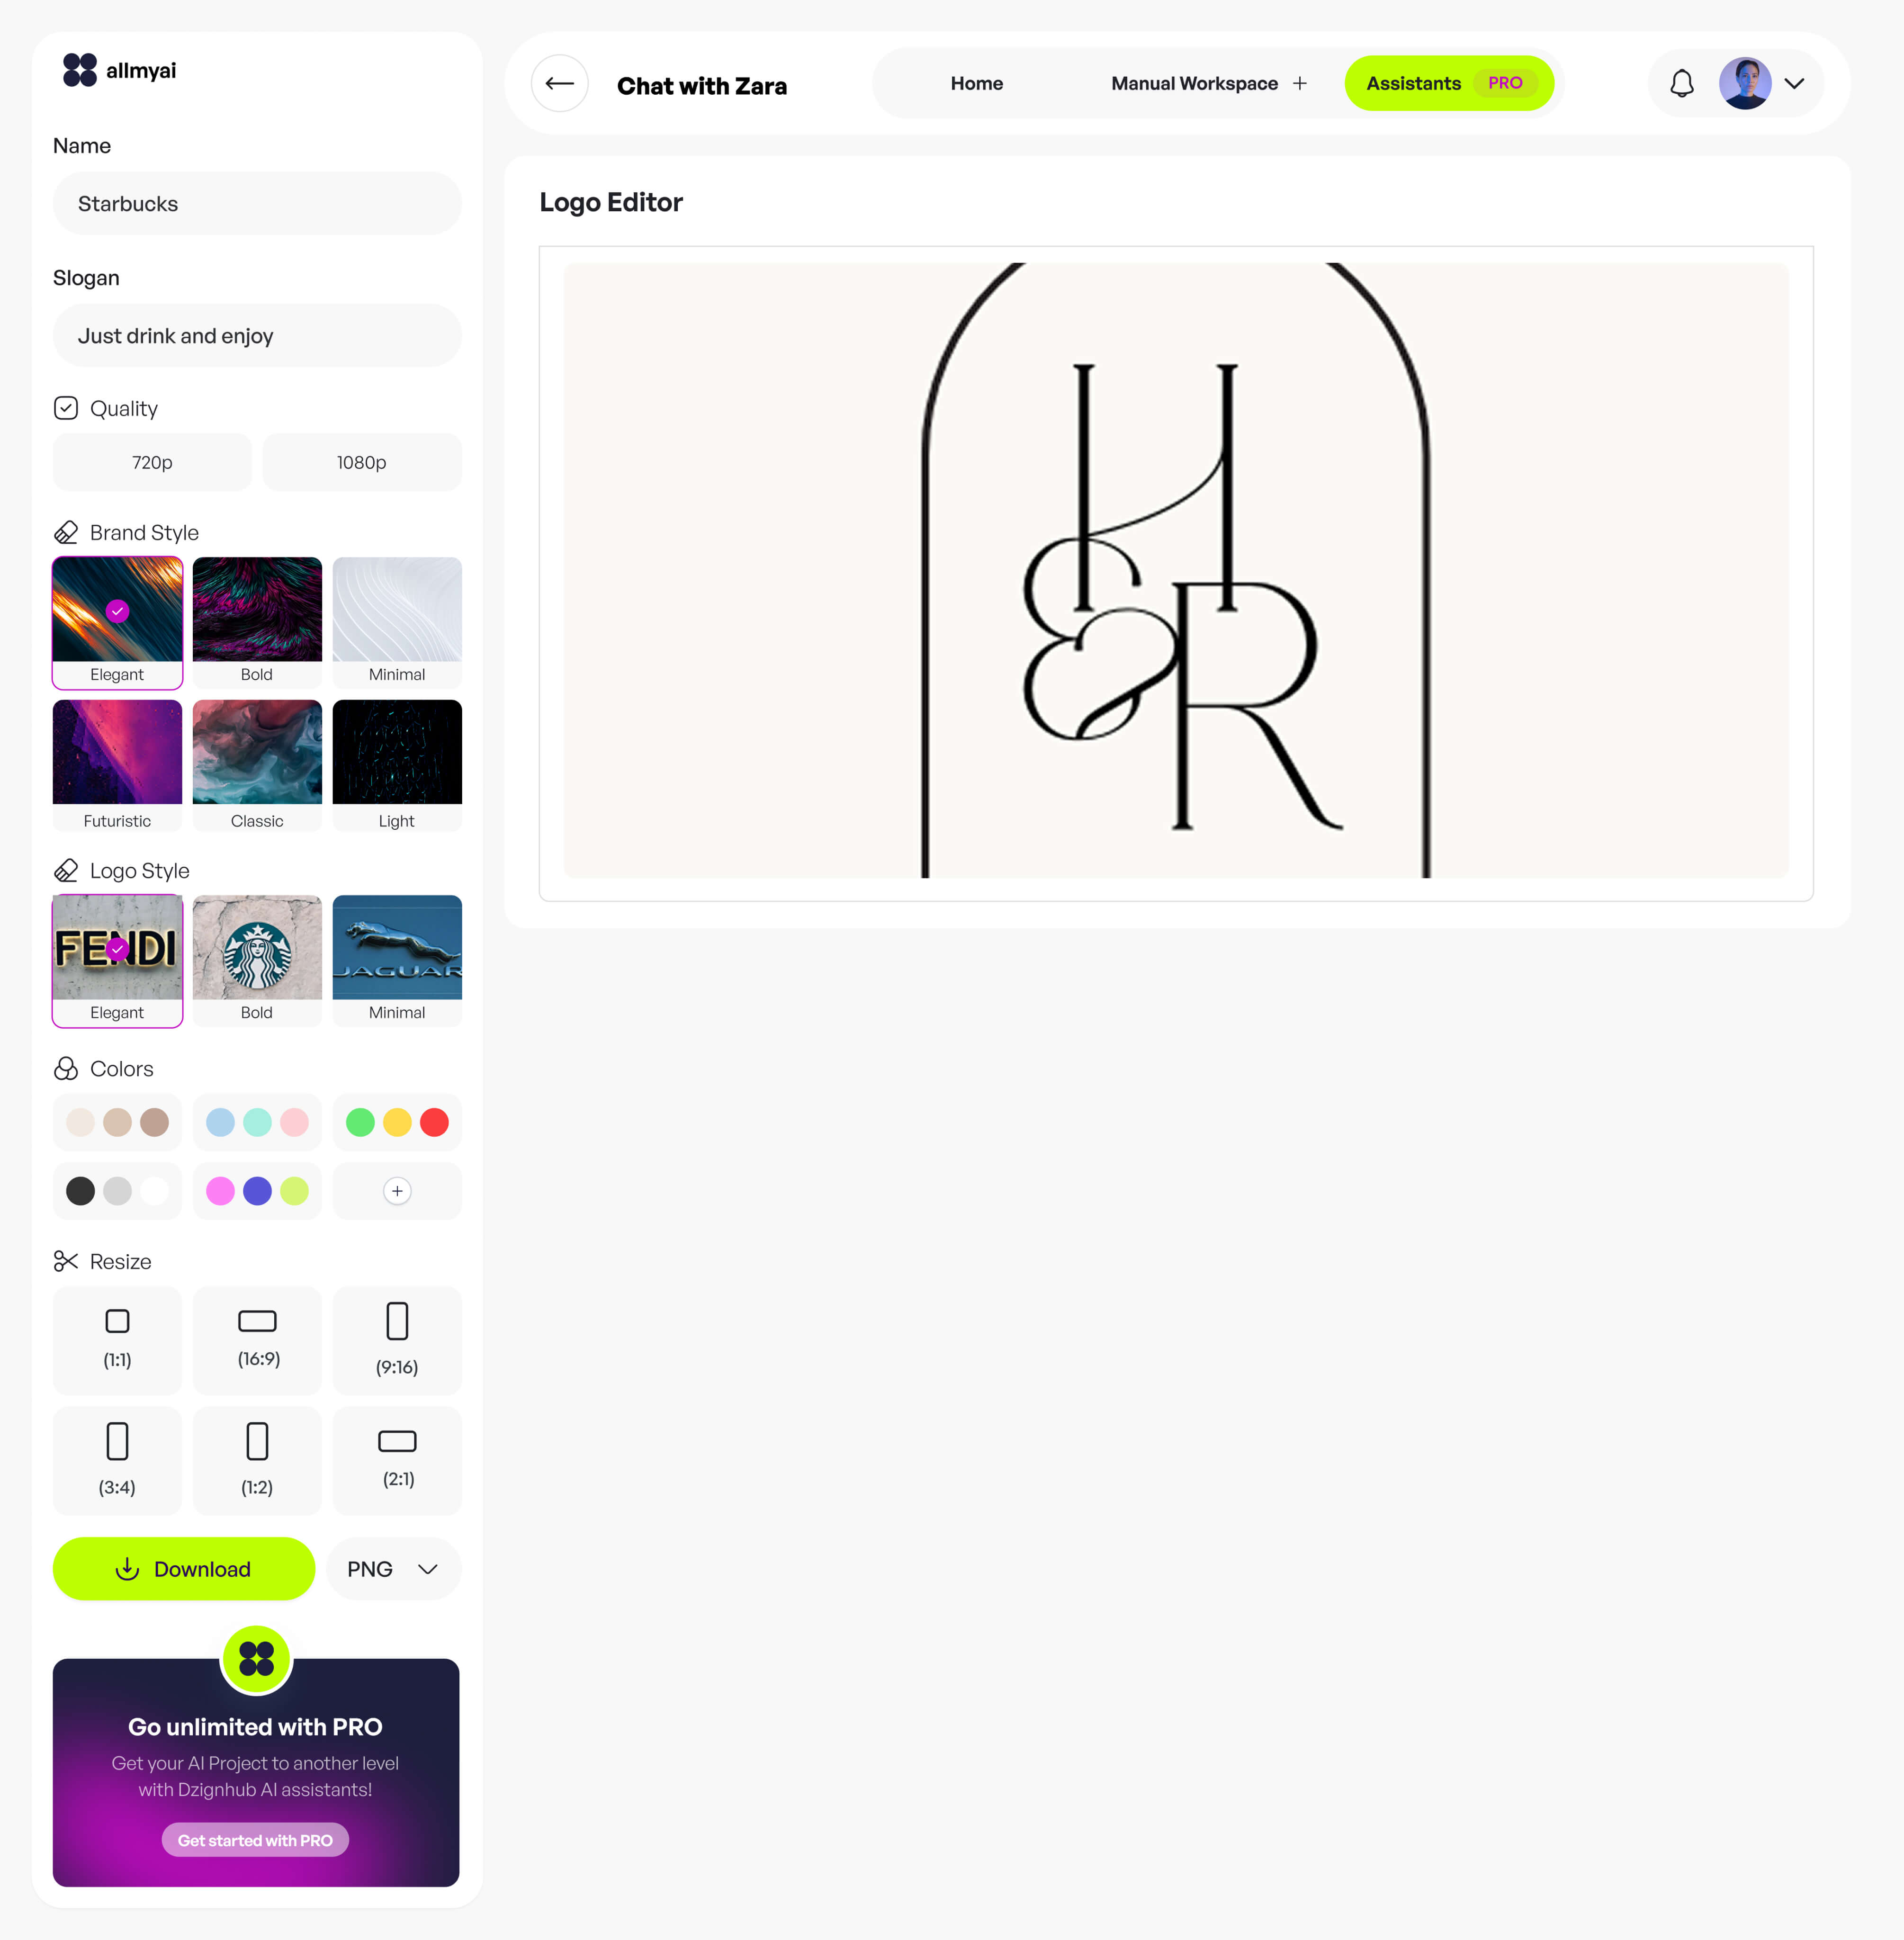 allmyai
Name
Starbucks
Slogan
Just drink and enjoy
Quality
720p
1080p
Brand Style
Elegant
Bold
Minimal
Futuristic
Classic
Light
Logo Style
FENDI
JAGUAR
Elegant
Bold
Minimal
Colors
Resize
(1:1)
(16:9)
(9:16)
(3:4)
(1:2)
(2:1)
Download
PNG
Go unlimited with PRO
Get your AI Project to another level
with Dzignhub AI assistants!
Get started with PRO
Chat with Zara
Home
Manual Workspace +
Assistants PRO
Logo Editor
H
&R